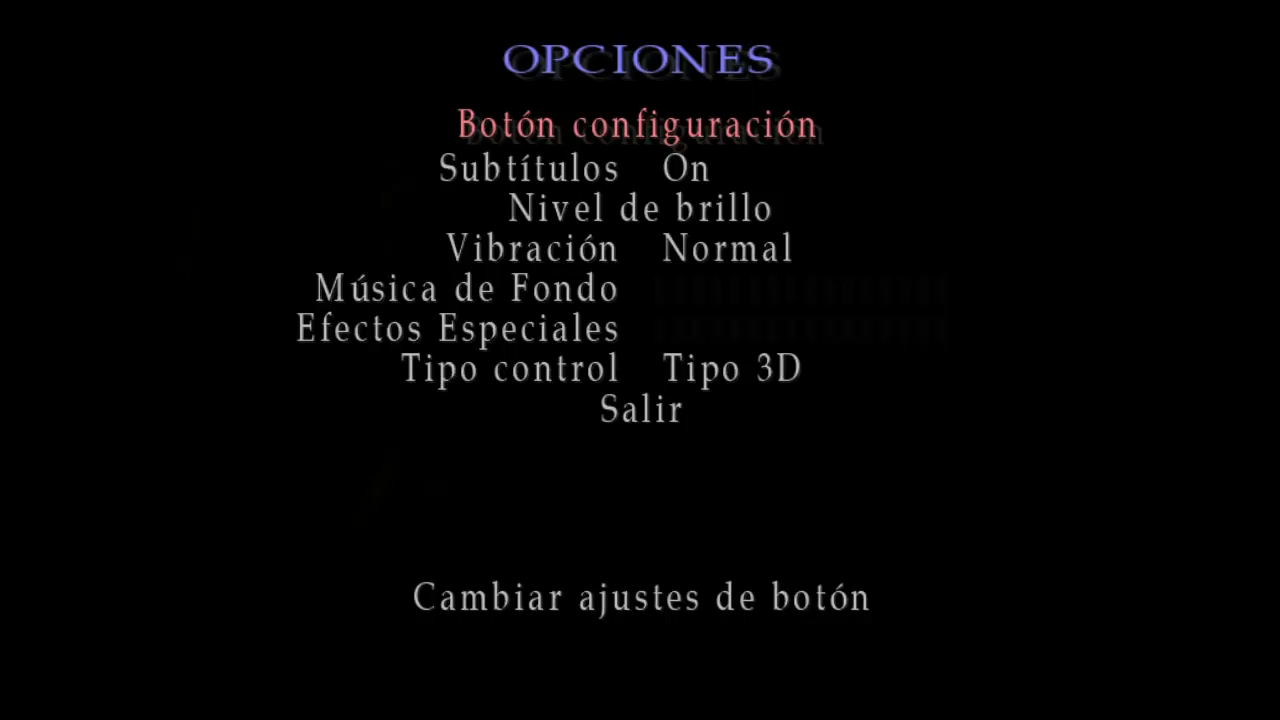 OPCIONES
Botón configuración
Subtítulos On
Nivel de brillo
Vibración Normal
Música de Fondo
Efectos Especiales
Tipo control Tipo 3D
Salir
Cambiar ajustes de botón